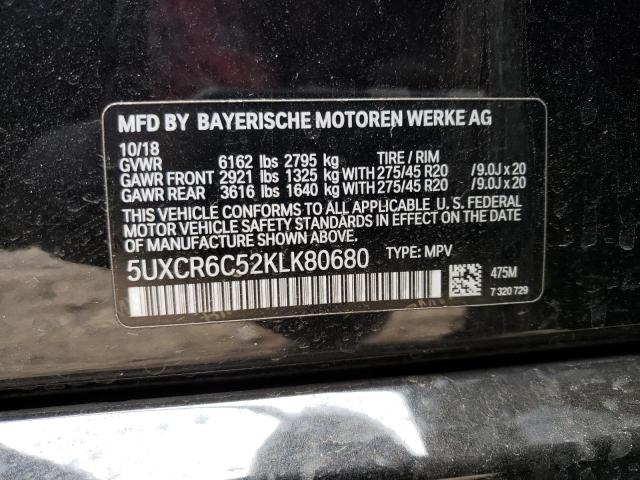 MFD BY BAYERISCHE MOTOREN WERKE AG
10/18
GVWR 6162 lbs 2795 kg TIRE / RIM
GAWR FRONT 2921 lbs 1325 kg WITH 275/45 R20 / 9.0J x 20
GAWR REAR 3616 lbs 1640 kg WITH 275/45 R20 / 9.0J x 20
THIS VEHICLE CONFORMS TO ALL APPLICABLE U. S. FEDERAL
MOTOR VEHICLE SAFETY STANDARDS IN EFFECT ON THE DATE
OF MANUFACTURE SHOWN ABOVE.
5UXCR6C52KLK80680 TYPE: MPV
475M
7 320 729